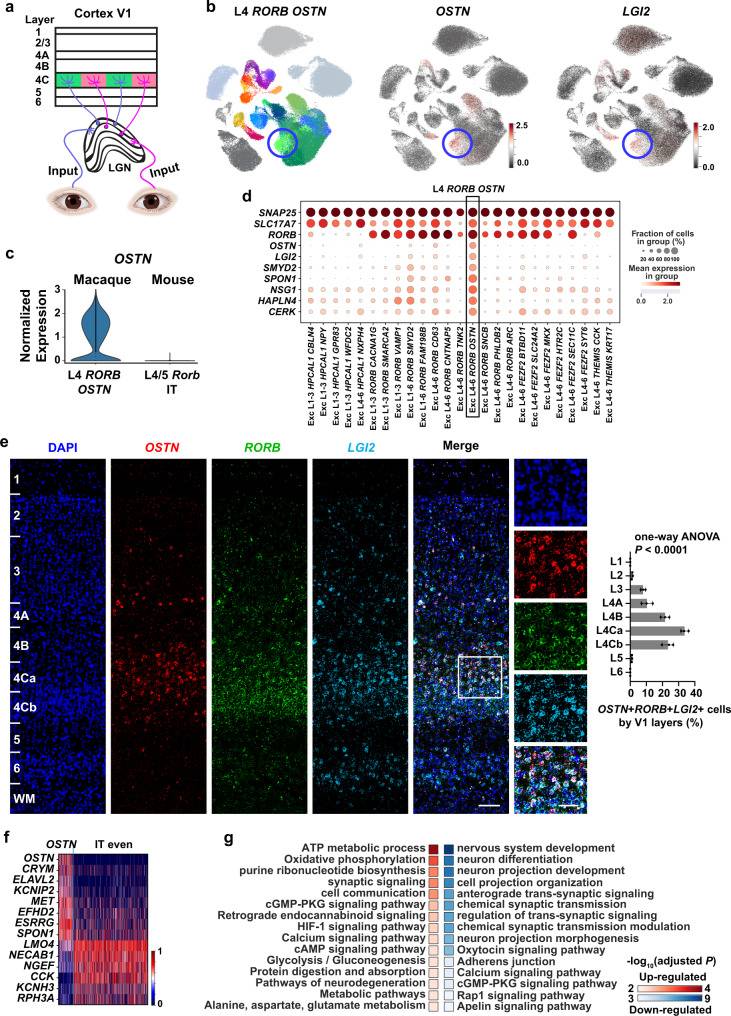 a
Cortex V1
Layer
1
2/3
4A
4B
4C
5
6
LGN
Input
Input
b
L4 RORB OSTN
OSTN
LGI2
2.5
0.0
2.0
0.0
c
OSTN
Macaque
Mouse
Normalized
Expression
3
2
1
0
L4 RORB
OSTN
L4/5 Rorb
IT
d
L4 RORB OSTN
SNAP25
SLC17A7
RORB
OSTN
LGI2
SMYD2
SPON1
NSG1
HAPLN4
CERK
Fraction of cells
in group (%)
20 40 60 80 100
Mean expression
in group
0.0
2.0
Exc L1-3 HPCAL1 CBLN4
Exc L1-3 HPCAL1 NPY
Exc L1-3 HPCAL1 GPR83
Exc L1-3 HPCAL1 WFDC2
Exc L1-6 HPCAL1 NXPH4
Exc L1-3 RORB CACNA1G
Exc L1-3 RORB SMARCA2
Exc L1-3 RORB VAMP1
Exc L1-6 RORB SMYD2
Exc L1-6 RORB FAM198B
Exc L4-6 RORB CD63
Exc L4-6 RORB CNTNAP5
Exc L4-6 RORB TNK2
Exc L4-6 RORB OSTN
Exc L4-5 RORB SNCB
Exc L4-6 RORB PHLDB2
Exc L4-6 RORB ARC
Exc L4-6 FEZF2 BTBD11
Exc L4-6 FEZF2 SLC24A2
Exc L4-6 FEZF2 MKX
Exc L4-6 FEZF2 HTR2C
Exc L4-6 FEZF2 SEC11C
Exc L4-6 FEZF2 SYT6
Exc L4-6 THEMIS CCK
Exc L4-6 THEMIS KRT17
e
DAPI
OSTN
RORB
LGI2
Merge
1
2
3
4A
4B
4Ca
4Cb
5
6
WM
one-way ANOVA
P < 0.0001
L1
L2
L3
L4A
L4B
L4Ca
L4Cb
L5
L6
0 10 20 30 40
OSTN+RORB+LGI2+ cells
by V1 layers (%)
f
OSTN
IT even
OSTN
CRYM
ELAVL2
KCNIP2
MET
EFHD2
ESRRG
SPON1
LMO4
NECAB1
NGEF
CCK
KCNH3
RPH3A
1
0
g
ATP metabolic process
nervous system development
Oxidative phosphorylation
neuron differentiation
purine ribonucleotide biosynthesis
neuron projection development
synaptic signaling
cell projection organization
cell communication
anterograde trans-synaptic signaling
cGMP-PKG signaling pathway
chemical synaptic transmission
Retrograde endocannabinoid signaling
regulation of trans-synaptic signaling
HIF-1 signaling pathway
chemical synaptic transmission modulation
Calcium signaling pathway
neuron projection morphogenesis
cAMP signaling pathway
Oxytocin signaling pathway
Glycolysis / Gluconeogenesis
Adherens junction
Protein digestion and absorption
Calcium signaling pathway
Pathways of neurodegeneration
cGMP-PKG signaling pathway
Metabolic pathways
Rap1 signaling pathway
Alanine, aspartate, glutamate metabolism
Apelin signaling pathway
-log10(adjusted P)
Up-regulated
2
4
3
9
Down-regulated